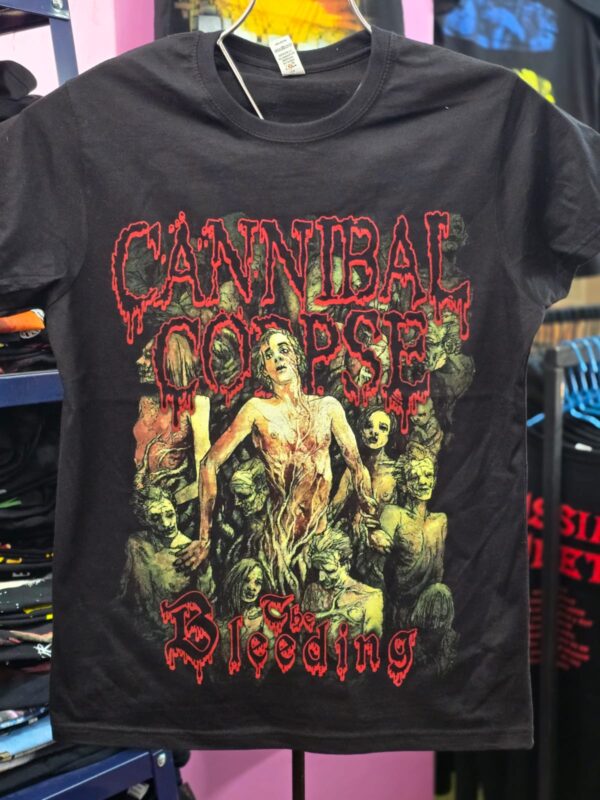 CANNIBAL
CORPSE
The
Bleeding